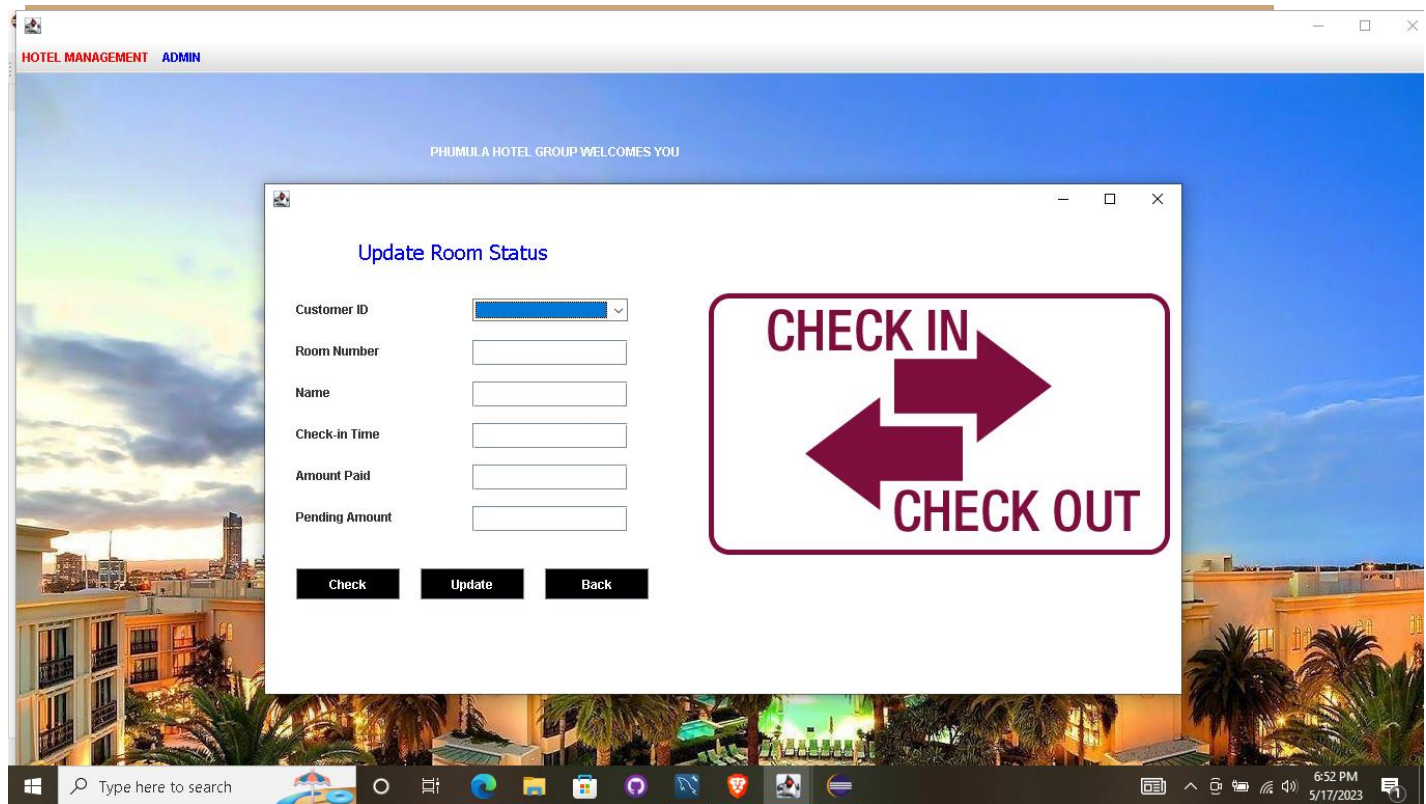 HOTEL MANAGEMENT ADMIN
PHUMULA HOTEL GROUP WELCOMES YOU
Update Room Status
Customer ID
Room Number
Name
Check-in Time
Amount Paid
Pending Amount
Check Update Back
CHECK IN
CHECK OUT
Type here to search
6:52 PM
5/17/2023
1